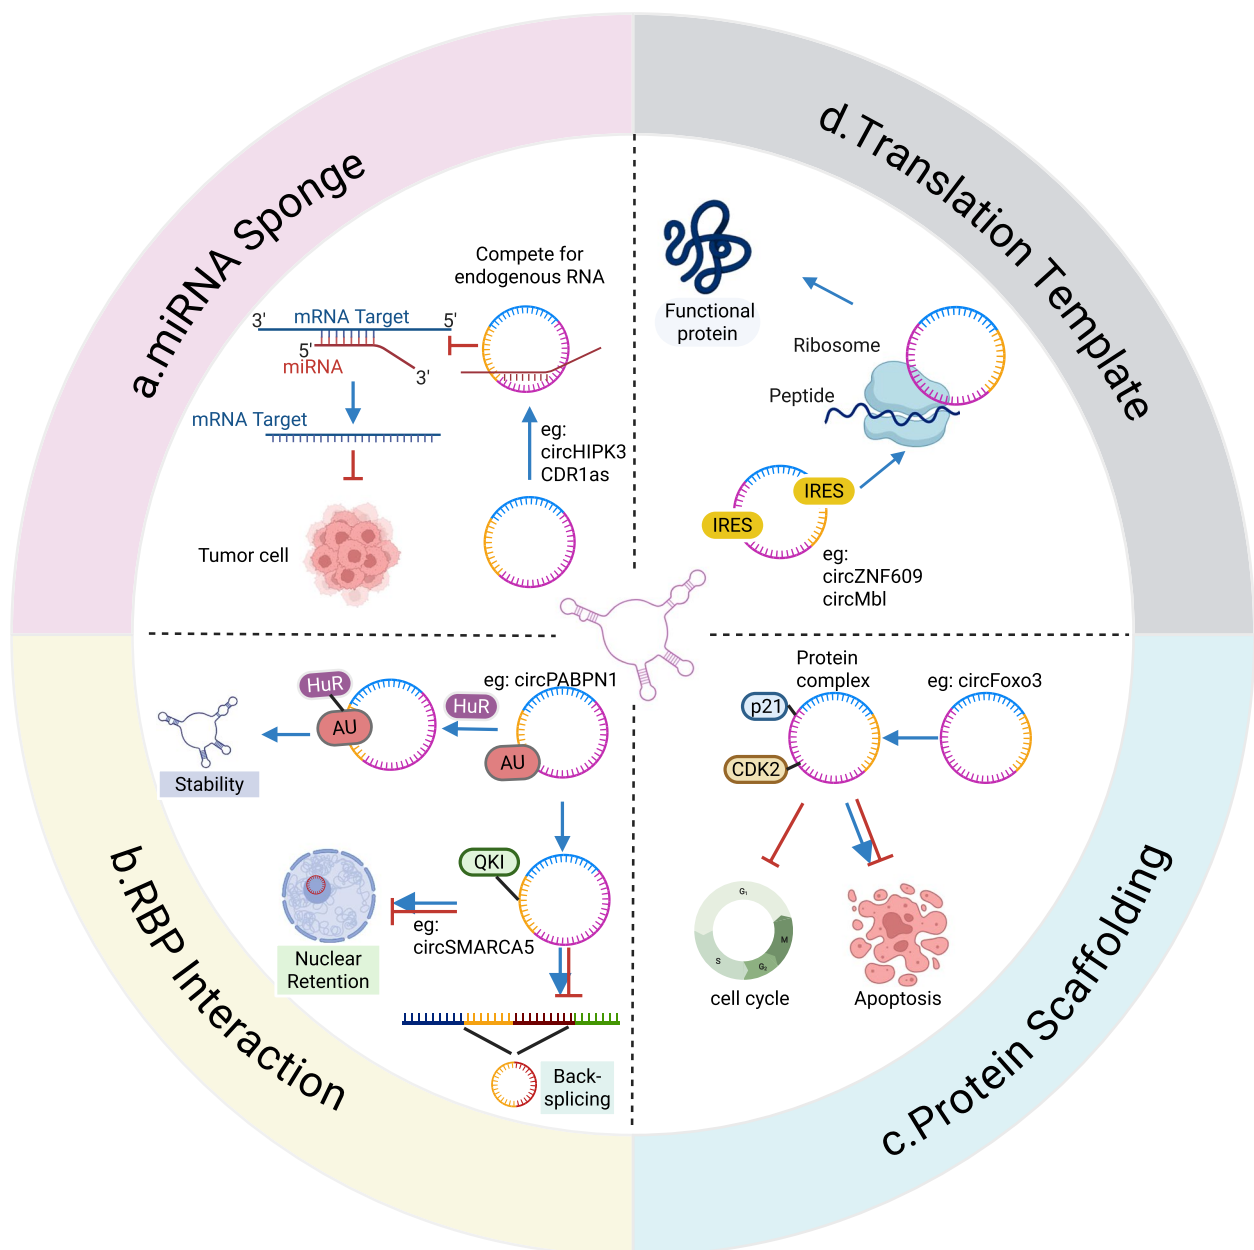 a.miRNA Sponge
Compete for
endogenous RNA
3'
mRNA Target
5'
5'
miRNA
3'
mRNA Target
eg:
circHIPK3
CDR1as
Tumor cell
d.Translation Template
Functional
protein
Ribosome
Peptide
IRES
IRES
eg:
circZNF609
circMbl
b.RBP Interaction
eg: circPABPN1
HuR
HuR
AU
AU
Stability
QKI
eg:
circSMARCA5
Nuclear
Retention
Back-
splicing
c.Protein Scaffolding
Protein
complex
eg: circFoxo3
p21
CDK2
G1
M
S
G2
cell cycle
Apoptosis